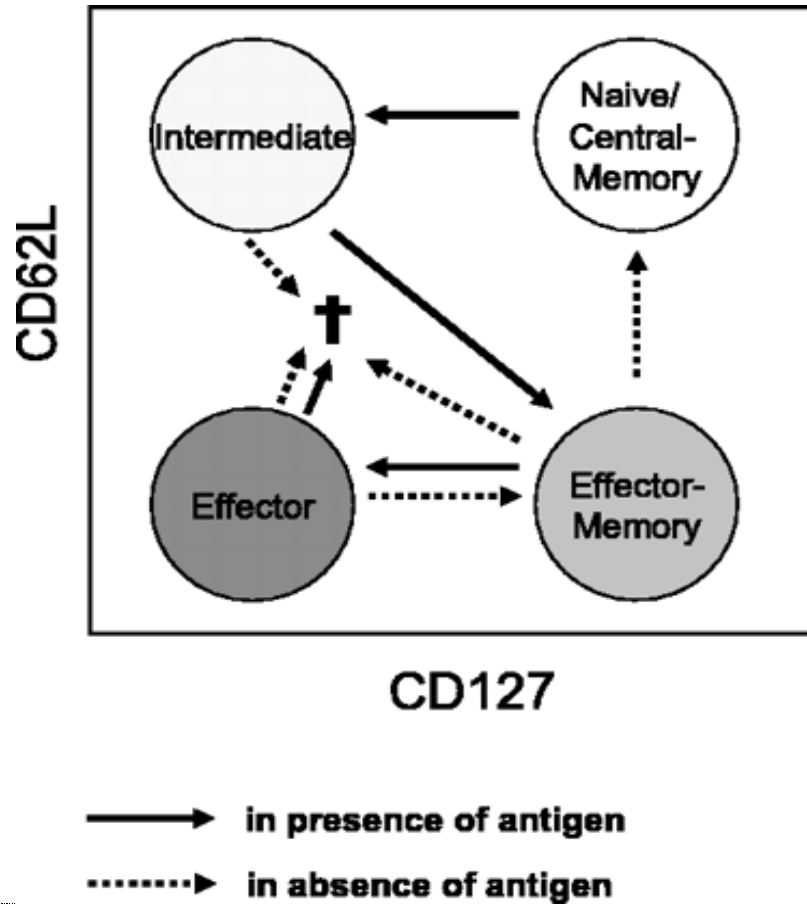 Intermediate
Naive/
Central-
Memory
CD62L
Effector
Effector-
Memory
CD127
in presence of antigen
in absence of antigen